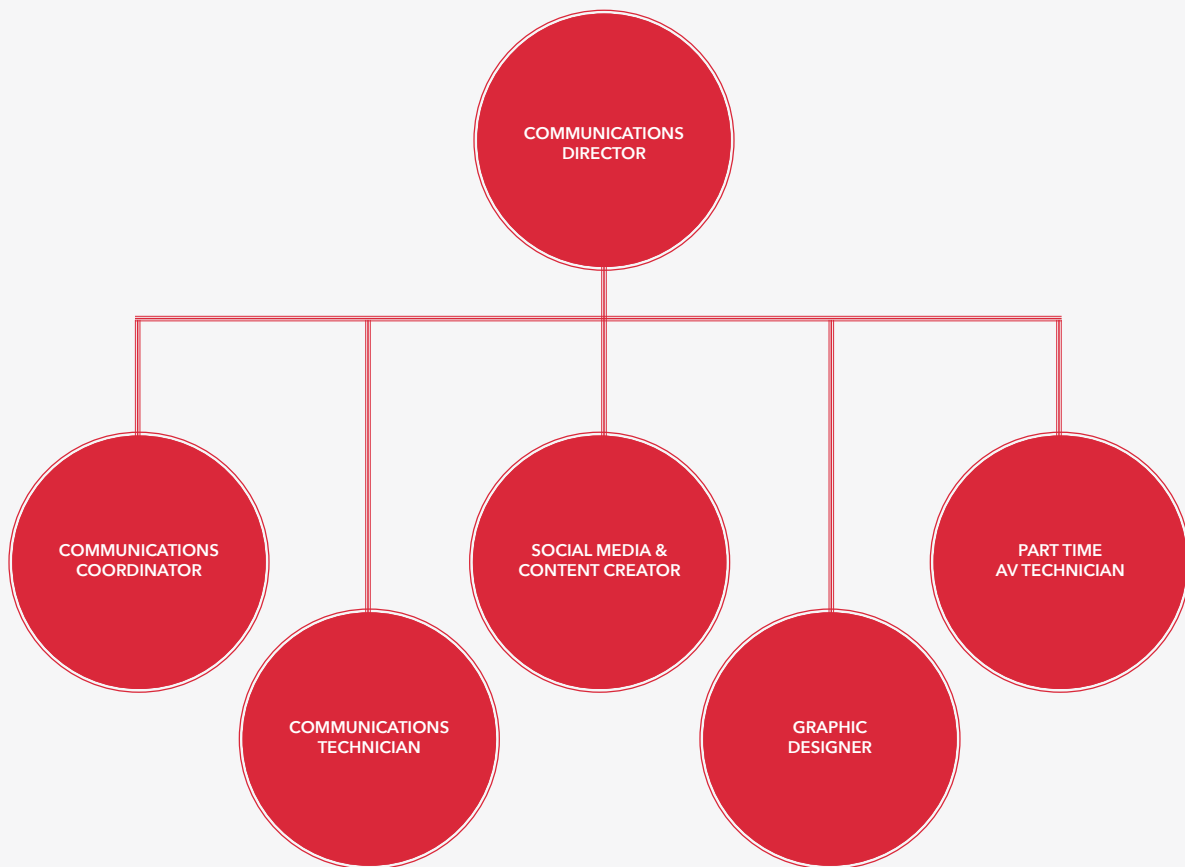 COMMUNICATIONS
DIRECTOR
COMMUNICATIONS
COORDINATOR
SOCIAL MEDIA &
CONTENT CREATOR
PART TIME
AV TECHNICIAN
COMMUNICATIONS
TECHNICIAN
GRAPHIC
DESIGNER